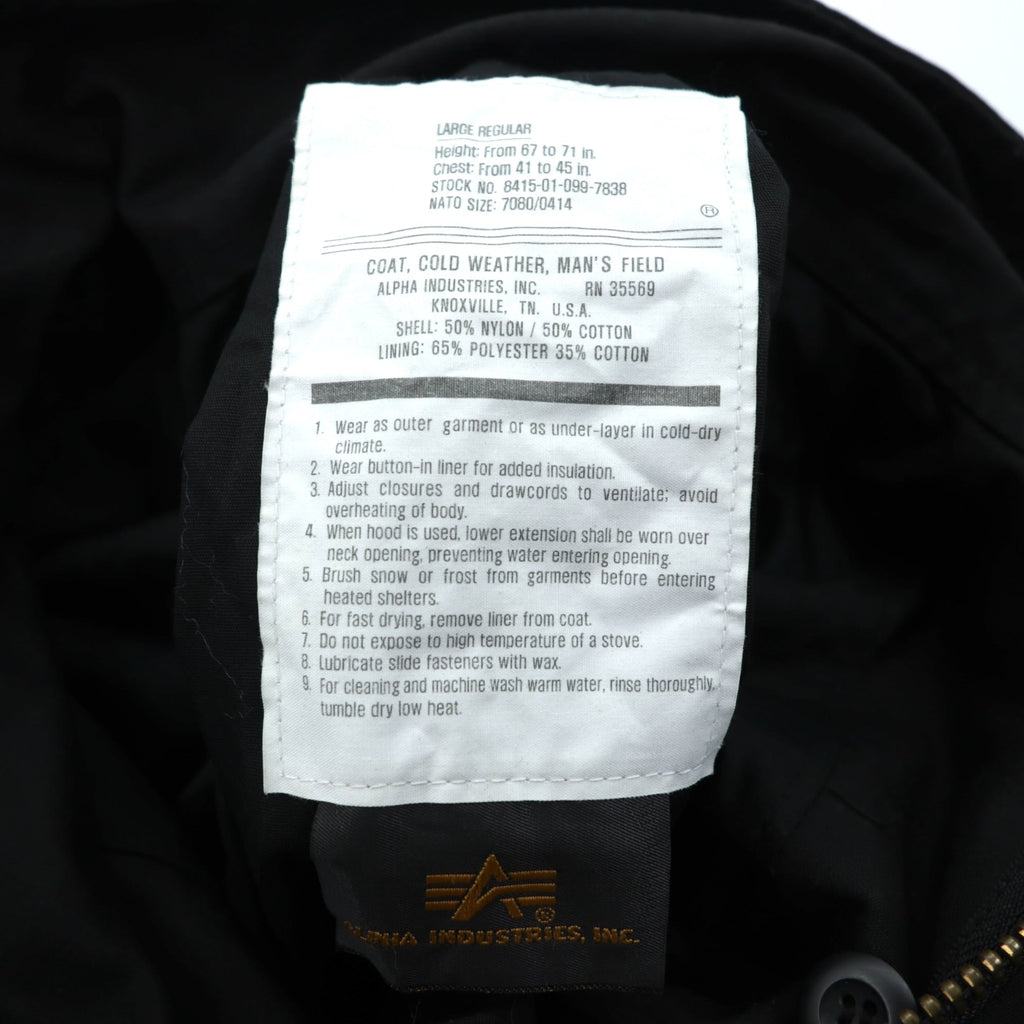 LARGE REGULAR
Height: From 67 to 71 in.
Chest: From 41 to 45 in.
STOCK NO. 8415-01-099-7838
NATO SIZE: 7080/0414
®
COAT, COLD WEATHER, MAN'S FIELD
ALPHA INDUSTRIES, INC. RN 35569
KNOXVILLE, TN. U.S.A.
SHELL: 50% NYLON / 50% COTTON
LINING: 65% POLYESTER 35% COTTON
1. Wear as outer garment or as under-layer in cold-dry
climate.
2. Wear button-in liner for added insulation.
3. Adjust closures and drawcords to ventilate; avoid
overheating of body.
4. When hood is used, lower extension shall be worn over
neck opening, preventing water entering opening.
5. Brush snow or frost from garments before entering
heated shelters.
6. For fast drying, remove liner from coat.
7. Do not expose to high temperature of a stove.
8. Lubricate slide fasteners with wax.
9. For cleaning and machine wash warm water, rinse thoroughly,
tumble dry low heat.
®
ALPHA INDUSTRIES, INC.